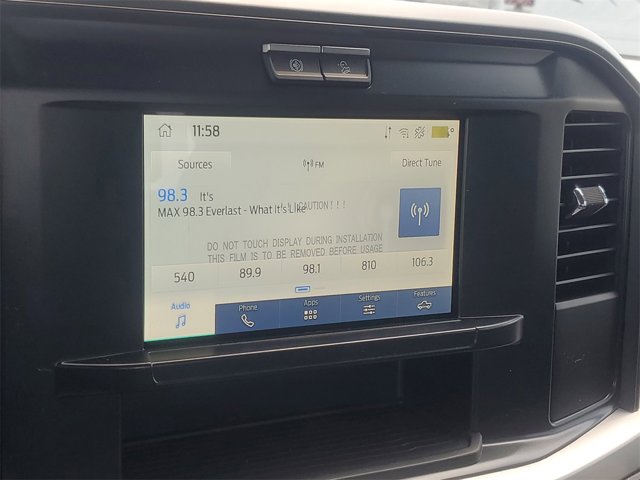 11:58
Sources
FM
Direct Tune
98.3 It's
MAX 98.3 Everlast - What It's Like
CAUTION ! ! !
DO NOT TOUCH DISPLAY DURING INSTALLATION
THIS FILM IS TO BE REMOVED BEFORE USAGE
540 89.9 98.1 810 106.3
Audio Phone Apps Settings Features